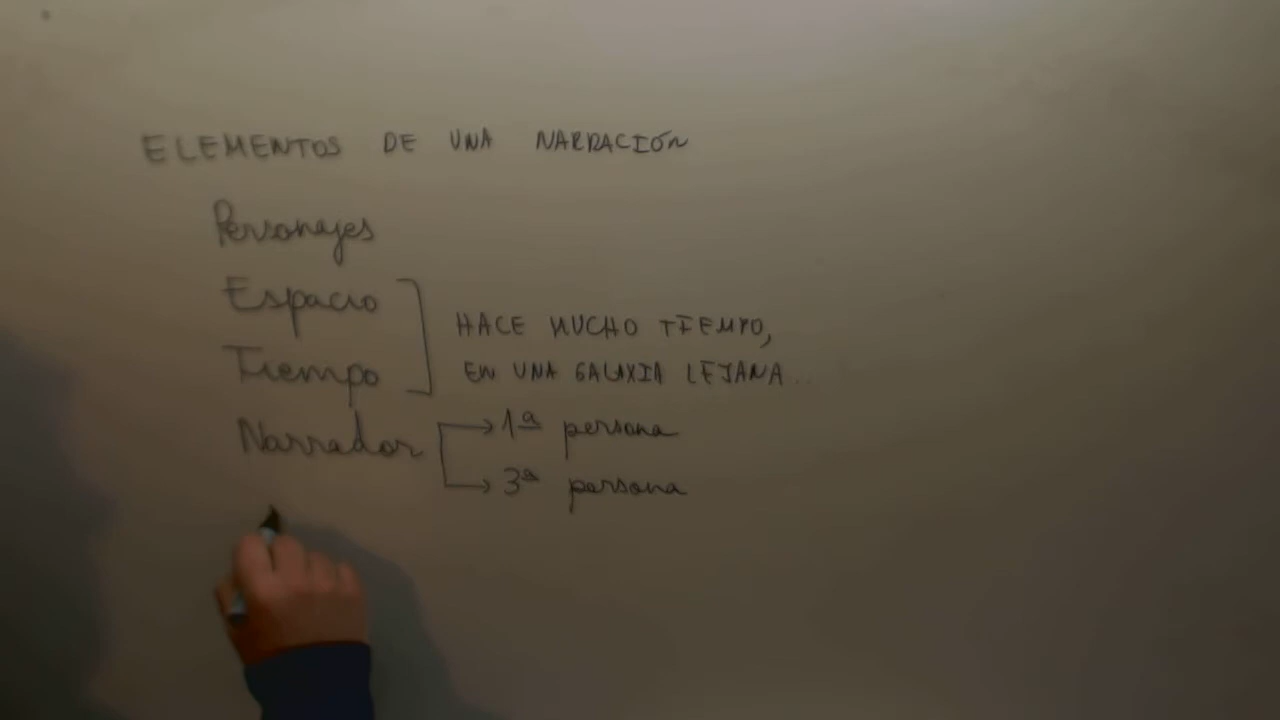 ELEMENTOS DE UNA NARRACIÓN
Personajes
Espacio
Tiempo
HACE MUCHO TIEMPO,
EN UNA GALAXIA LEJANA...
Narrador → 1ª persona
→ 3ª persona